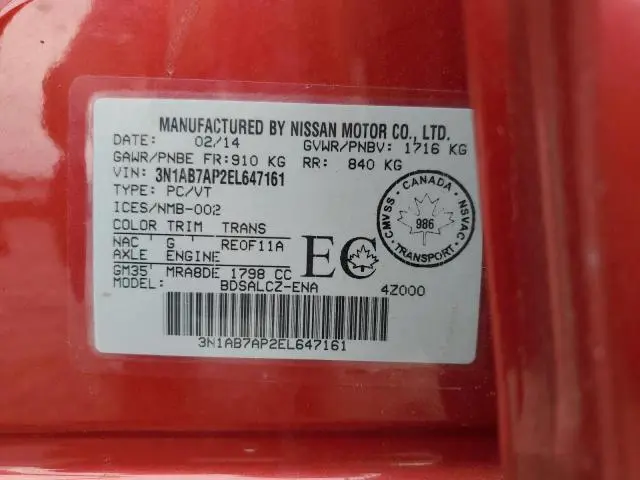 MANUFACTURED BY NISSAN MOTOR CO., LTD.
DATE: 02/14 GVWR/PNBV: 1716 KG
GAWR/PNBE FR: 910 KG RR: 840 KG
VIN: 3N1AB7AP2EL647161
TYPE: PC/VT
ICES/NMB-002
COLOR TRIM TRANS
NAC ' G ' RE0F11A
AXLE ENGINE
GM35' MRA8DE 1798 CC
MODEL: BDSALCZ-ENA 4Z000
EC
CMVSS - CANADA - NSVAC
986
TRANSPORT
3N1AB7AP2EL647161